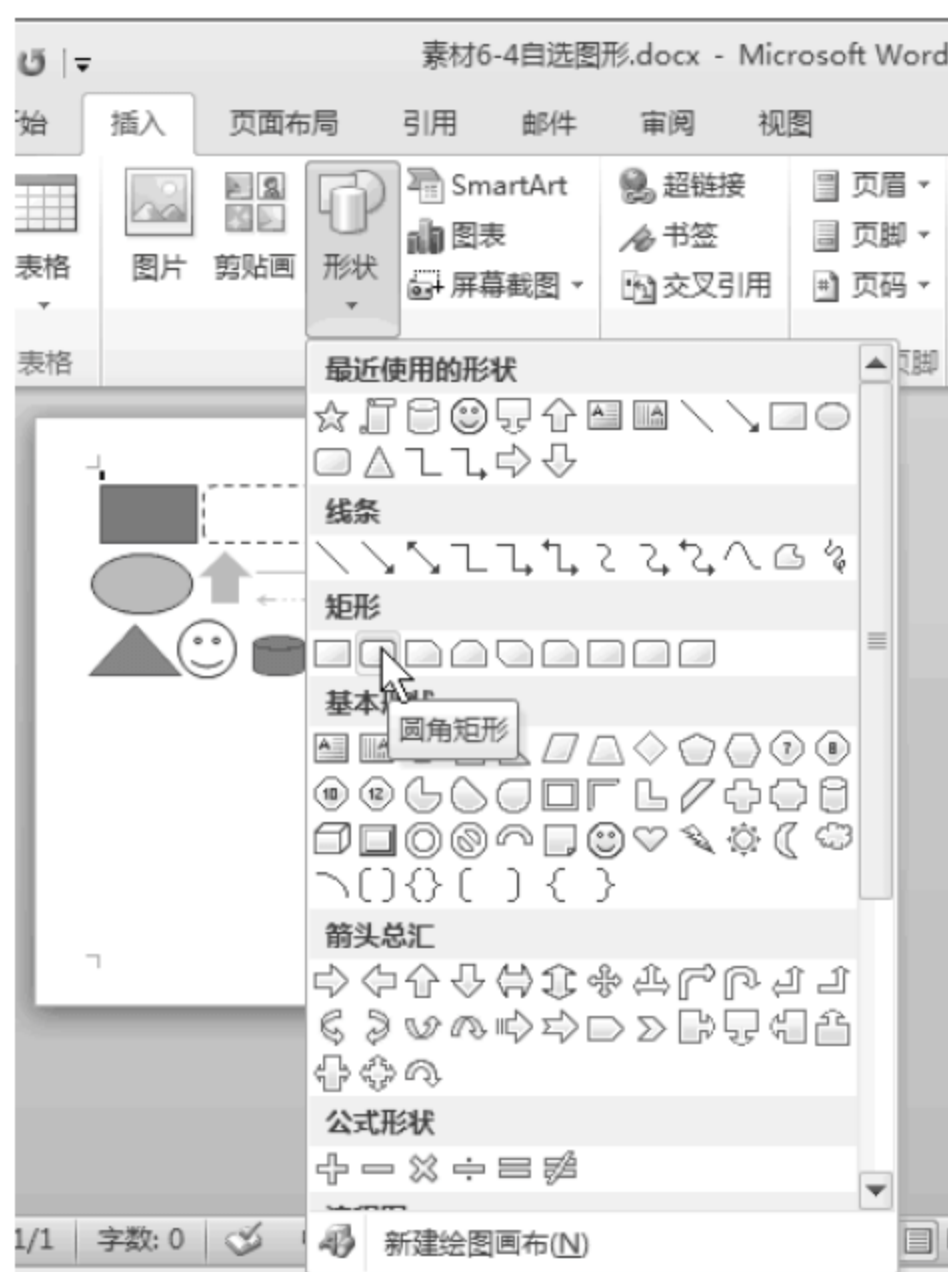 素材6-4自选图形.docx - Microsoft Word
始 插入 页面布局 引用 邮件 审阅 视图
SmartArt 超链接 页眉
图表 书签 页脚
表格 图片 剪贴画 形状 屏幕截图 交叉引用 页码
表格 页脚
最近使用的形状
线条
矩形
基本
圆角矩形
箭头总汇
公式形状
1/1 字数: 0 新建绘图画布(N)